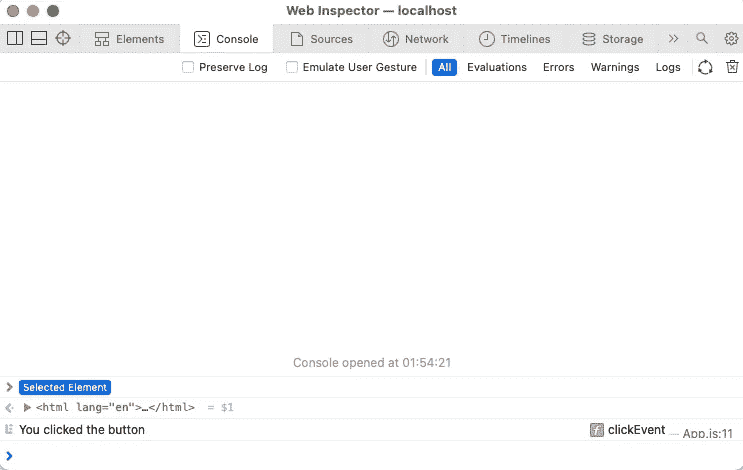 Web Inspector — localhost
Elements Console Sources Network Timelines Storage
Preserve Log Emulate User Gesture All Evaluations Errors Warnings Logs
Console opened at 01:54:21
Selected Element
<html lang="en">…</html> = $1
You clicked the button f clickEvent — App.js:11